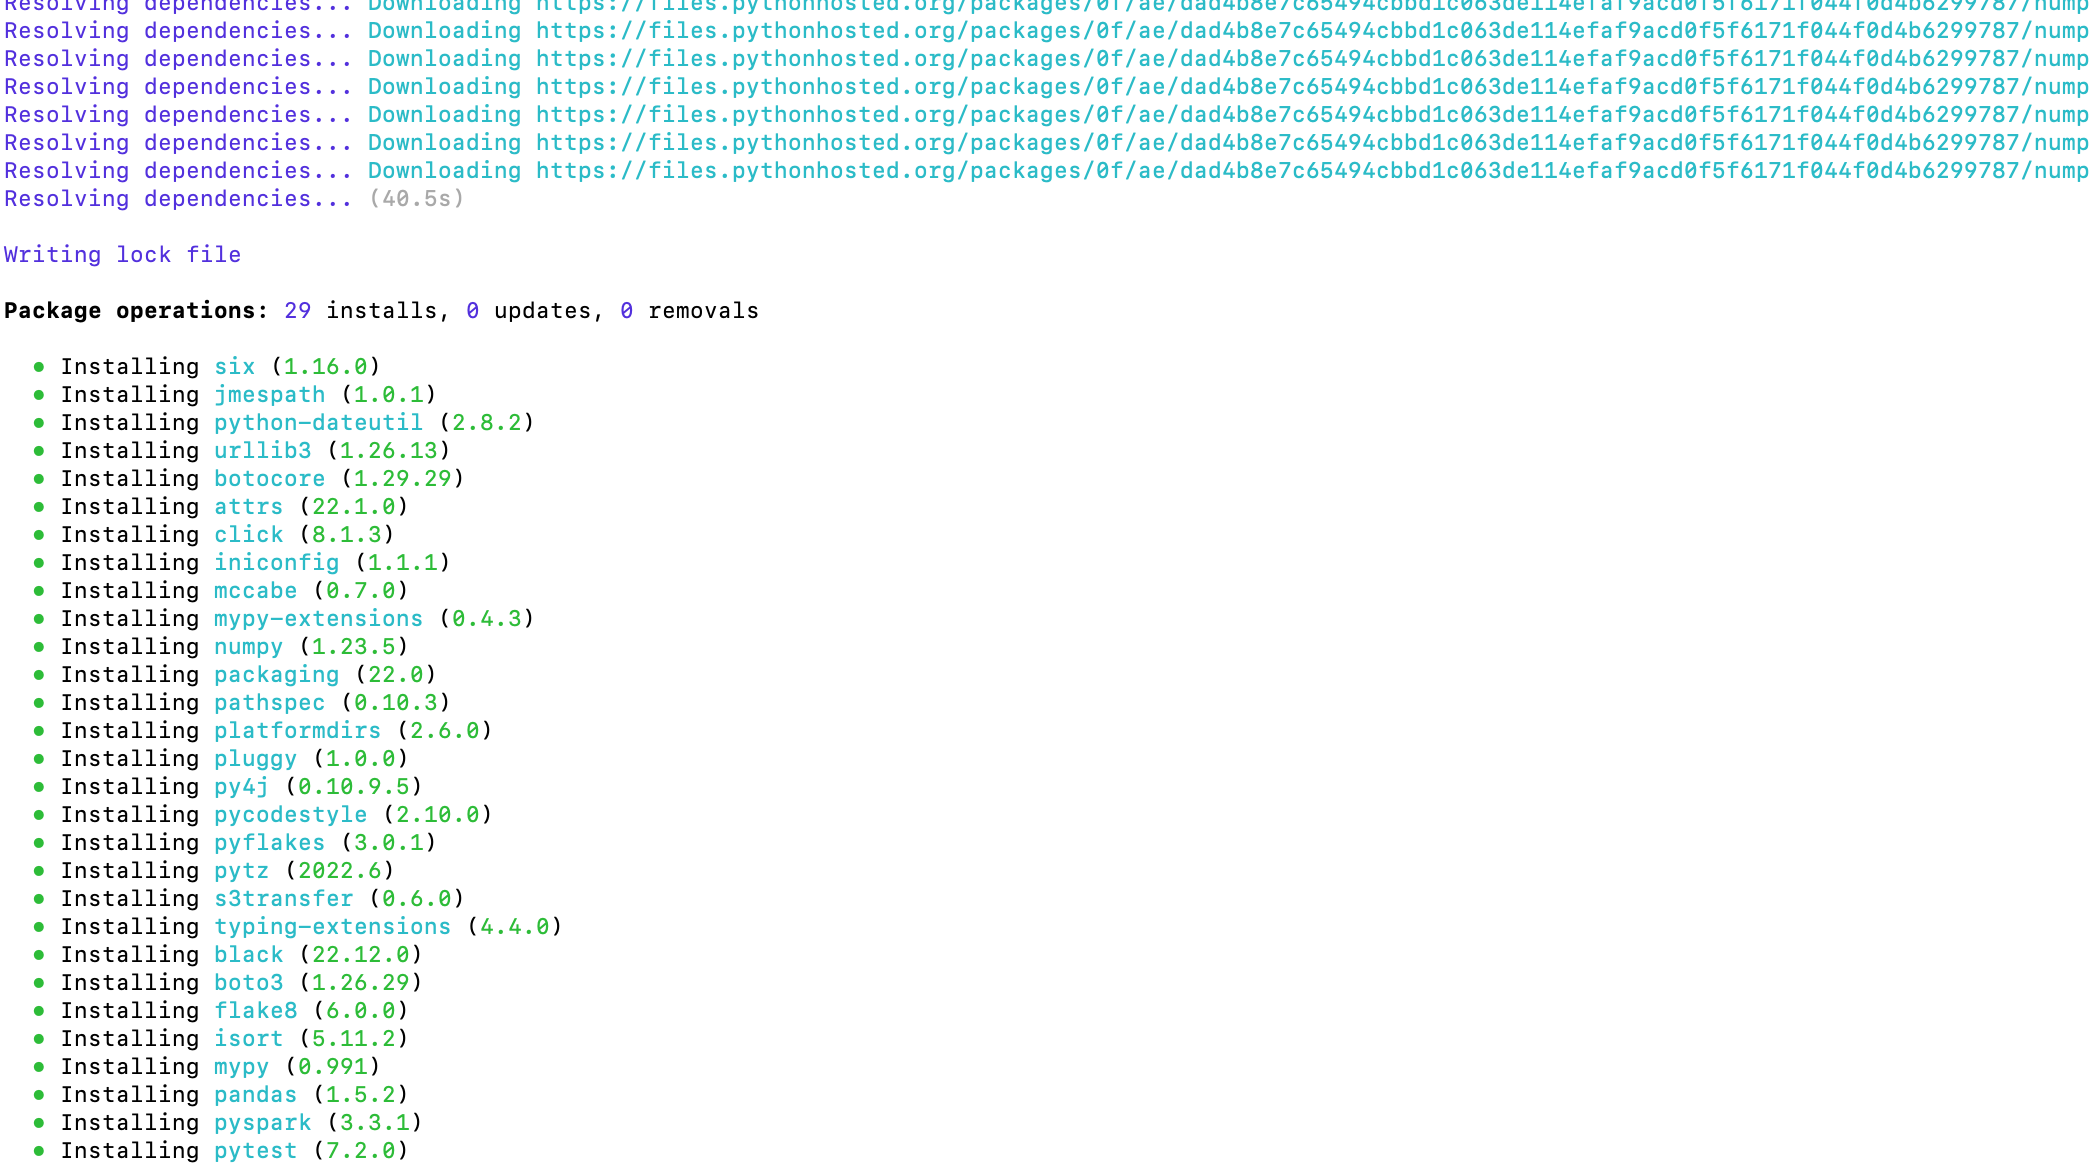 Resolving dependencies... Downloading https://files.pythonhosted.org/packages/0f/ae/dad4b8e7c65494cbbd1c063de114efaf9acd0f5f6171f044f0d4b6299787/nump
Resolving dependencies... Downloading https://files.pythonhosted.org/packages/0f/ae/dad4b8e7c65494cbbd1c063de114efaf9acd0f5f6171f044f0d4b6299787/nump
Resolving dependencies... Downloading https://files.pythonhosted.org/packages/0f/ae/dad4b8e7c65494cbbd1c063de114efaf9acd0f5f6171f044f0d4b6299787/nump
Resolving dependencies... Downloading https://files.pythonhosted.org/packages/0f/ae/dad4b8e7c65494cbbd1c063de114efaf9acd0f5f6171f044f0d4b6299787/nump
Resolving dependencies... Downloading https://files.pythonhosted.org/packages/0f/ae/dad4b8e7c65494cbbd1c063de114efaf9acd0f5f6171f044f0d4b6299787/nump
Resolving dependencies... Downloading https://files.pythonhosted.org/packages/0f/ae/dad4b8e7c65494cbbd1c063de114efaf9acd0f5f6171f044f0d4b6299787/nump
Resolving dependencies... Downloading https://files.pythonhosted.org/packages/0f/ae/dad4b8e7c65494cbbd1c063de114efaf9acd0f5f6171f044f0d4b6299787/nump
Resolving dependencies... (40.5s)
Writing lock file
Package operations: 29 installs, 0 updates, 0 removals
• Installing six (1.16.0)
• Installing jmespath (1.0.1)
• Installing python-dateutil (2.8.2)
• Installing urllib3 (1.26.13)
• Installing botocore (1.29.29)
• Installing attrs (22.1.0)
• Installing click (8.1.3)
• Installing iniconfig (1.1.1)
• Installing mccabe (0.7.0)
• Installing mypy-extensions (0.4.3)
• Installing numpy (1.23.5)
• Installing packaging (22.0)
• Installing pathspec (0.10.3)
• Installing platformdirs (2.6.0)
• Installing pluggy (1.0.0)
• Installing py4j (0.10.9.5)
• Installing pycodestyle (2.10.0)
• Installing pyflakes (3.0.1)
• Installing pytz (2022.6)
• Installing s3transfer (0.6.0)
• Installing typing-extensions (4.4.0)
• Installing black (22.12.0)
• Installing boto3 (1.26.29)
• Installing flake8 (6.0.0)
• Installing isort (5.11.2)
• Installing mypy (0.991)
• Installing pandas (1.5.2)
• Installing pyspark (3.3.1)
• Installing pytest (7.2.0)